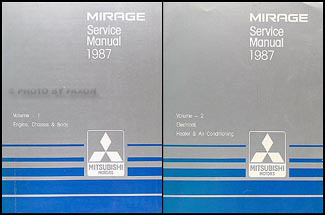 MIRAGE
Service
Manual
1987
© PHOTO BY PAXON
Volume - 1
Engine, Chassis & Body
MITSUBISHI
MOTORS
MIRAGE
Service
Manual
1987
Volume - 2
Electrical,
Heater & Air Conditioning
MITSUBISHI
MOTORS